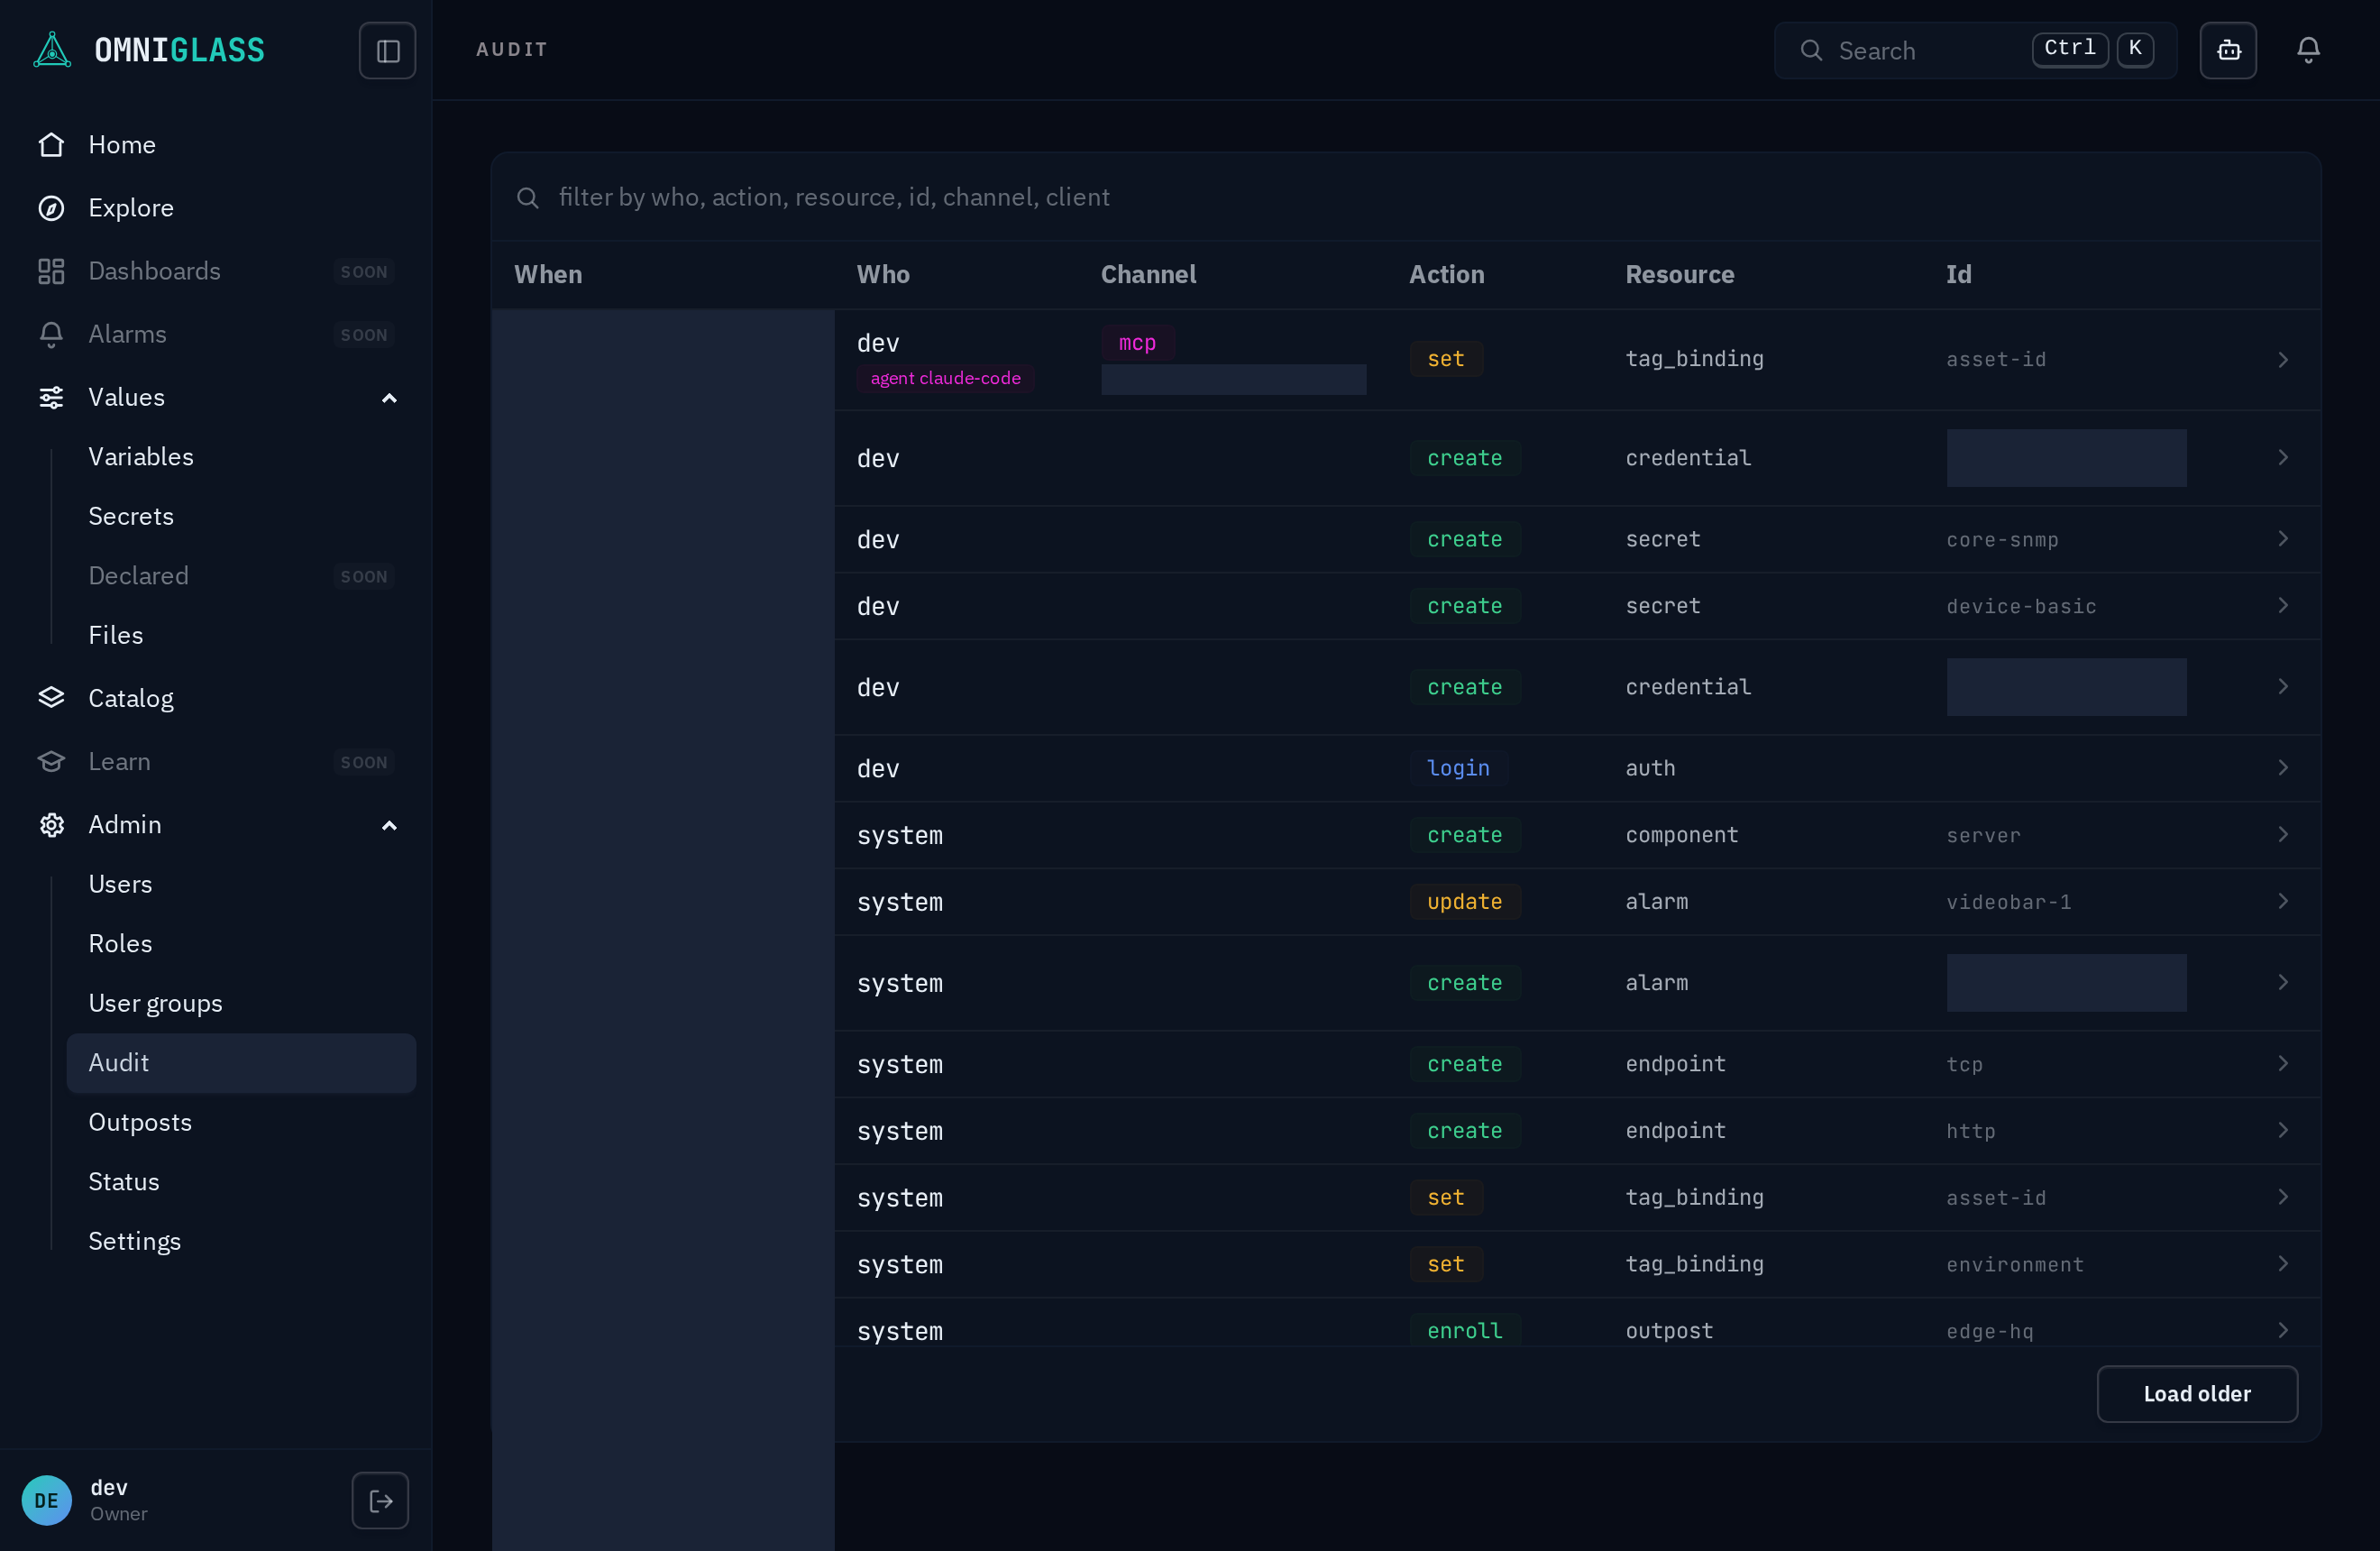 OMNIGLASS
AUDIT
Search Ctrl K
Home
Explore
Dashboards SOON
Alarms SOON
Values
Variables
Secrets
Declared SOON
Files
Catalog
Learn SOON
Admin
Users
Roles
User groups
Audit
Outposts
Status
Settings
DE dev
Owner
filter by who, action, resource, id, channel, client
When Who Channel Action Resource Id
dev mcp set tag_binding asset-id
agent claude-code
dev create credential
dev create secret core-snmp
dev create secret device-basic
dev create credential
dev login auth
system create component server
system update alarm videobar-1
system create alarm
system create endpoint tcp
system create endpoint http
system set tag_binding asset-id
system set tag_binding environment
system enroll outpost edge-hq
Load older